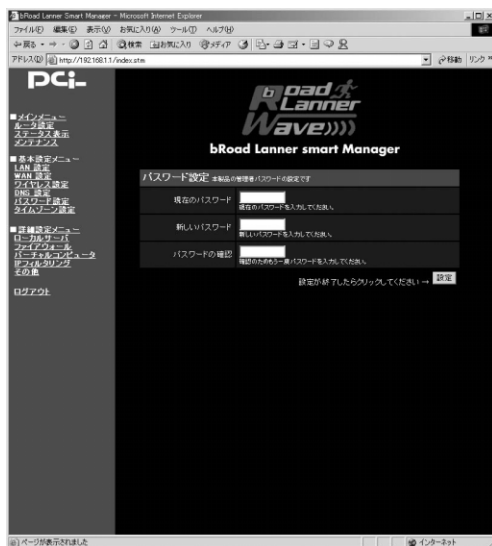 bRoad Lanner Smart Manager - Microsoft Internet Explorer
ファイル(F) 編集(E) 表示(V) お気に入り(A) ツール(T) ヘルプ(H)
戻る 検索 お気に入り メディア
アドレス(D) http://192.168.1.1/index.stm 移動 リンク
PCi
bRoad
Lanner
Wave
bRoad Lanner smart Manager
■メインメニュー
ルータ設定
ステータス表示
メンテナンス
■基本設定メニュー
LAN 設定
WAN 設定
ワイヤレス設定
DNS 設定
パスワード設定
タイムゾーン設定
■詳細設定メニュー
ローカルサーバ
ファイアウォール
バーチャルコンピュータ
IPフィルタリング
その他
ログアウト
パスワード設定 本製品の管理者パスワードの設定です
現在のパスワード
現在のパスワードを入力してください。
新しいパスワード
新しいパスワードを入力してください。
パスワードの確認
確認のためもう一度パスワードを入力してください。
設定が終了したらクリックしてください → 設定
ページが表示されました インターネット